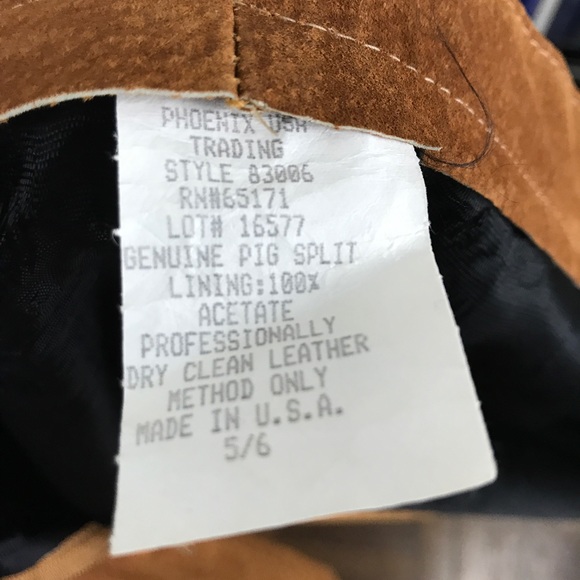 PHOENIX USA
TRADING
STYLE 83006
RN#65171
LOT# 16577
GENUINE PIG SPLIT
LINING:100%
ACETATE
PROFESSIONALLY
DRY CLEAN LEATHER
METHOD ONLY
MADE IN U.S.A.
5/6